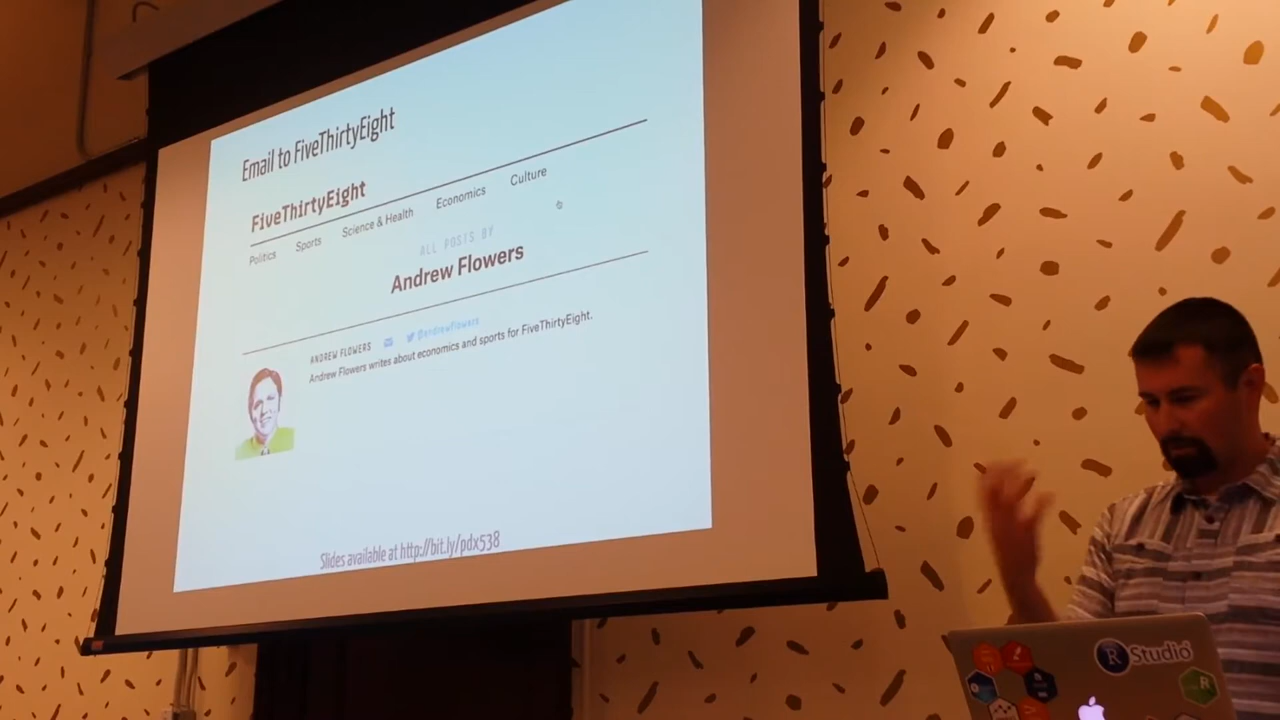 Email to FiveThirtyEight
FiveThirtyEight
Politics Sports Science & Health Economics Culture
ALL POSTS BY
Andrew Flowers
ANDREW FLOWERS @andrewflowers
Andrew Flowers writes about economics and sports for FiveThirtyEight.
Slides available at http://bit.ly/pdx538
R Studio
R